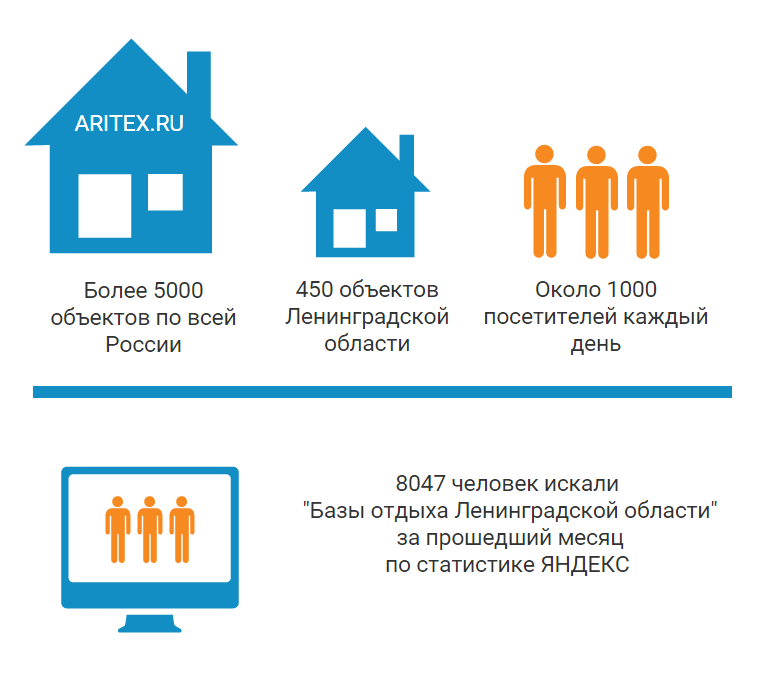 ARITEX.RU
Более 5000
объектов по всей
России
450 объектов
Ленинградской
области
Около 1000
посетителей каждый
день
8047 человек искали
"Базы отдыха Ленинградской области"
за прошедший месяц
по статистике ЯНДЕКС